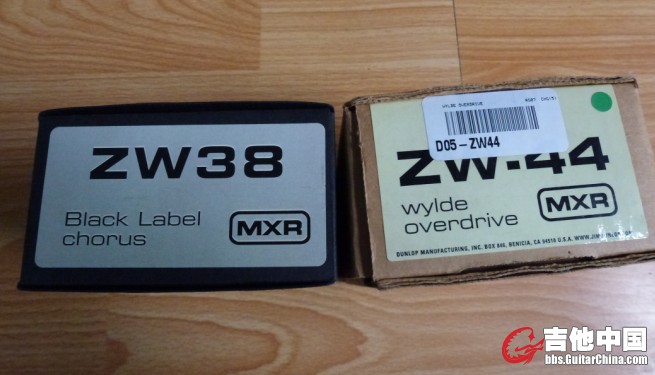 ZW38
Black Label
chorus
MXR
WYLDE OVERDRIVE
D05-ZW44
ZW-44
wylde
overdrive
MXR
DUNLOP MANUFACTURING, INC. BOX 846, BENICIA, CA 94510 U.S.A.
吉他中国
bbs.GuitarChina.com